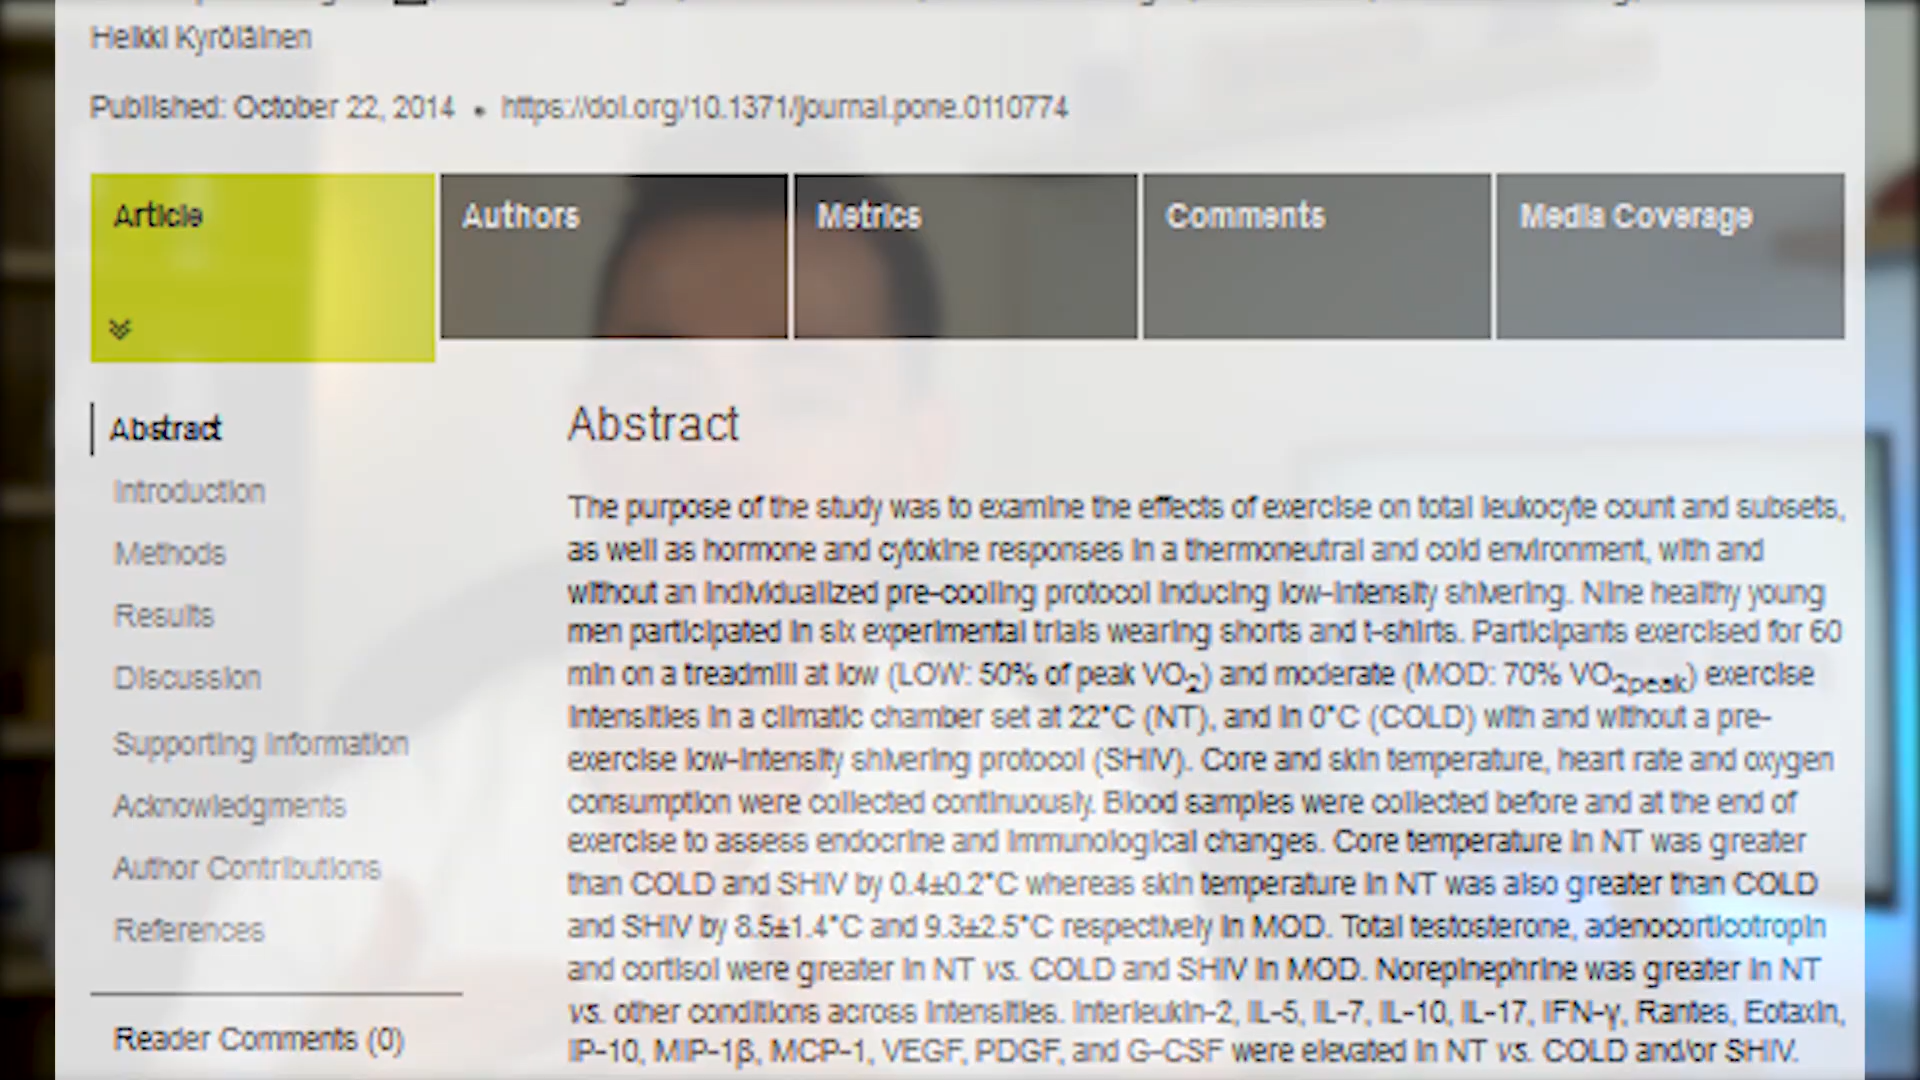 Heikki Kyröläinen
Published: October 22, 2014 • https://doi.org/10.1371/journal.pone.0110774
Article
Authors
Metrics
Comments
Media Coverage
Abstract
Introduction
Methods
Results
Discussion
Supporting Information
Acknowledgments
Author Contributions
References
Reader Comments (0)
Abstract
The purpose of the study was to examine the effects of exercise on total leukocyte count and subsets,
as well as hormone and cytokine responses in a thermoneutral and cold environment, with and
without an individualized pre-cooling protocol inducing low-intensity shivering. Nine healthy young
men participated in six experimental trials wearing shorts and t-shirts. Participants exercised for 60
min on a treadmill at low (LOW: 50% of peak VO2) and moderate (MOD: 70% VO2peak) exercise
intensities in a climatic chamber set at 22°C (NT), and in 0°C (COLD) with and without a pre-
exercise low-intensity shivering protocol (SHIV). Core and skin temperature, heart rate and oxygen
consumption were collected continuously. Blood samples were collected before and at the end of
exercise to assess endocrine and immunological changes. Core temperature in NT was greater
than COLD and SHIV by 0.4±0.2°C whereas skin temperature in NT was also greater than COLD
and SHIV by 8.5±1.4°C and 9.3±2.5°C respectively in MOD. Total testosterone, adenocorticotropin
and cortisol were greater in NT vs. COLD and SHIV in MOD. Norepinephrine was greater in NT
vs. other conditions across intensities. Interleukin-2, IL-5, IL-7, IL-10, IL-17, IFN-γ, Rantes, Eotaxin,
IP-10, MIP-1β, MCP-1, VEGF, PDGF, and G-CSF were elevated in NT vs. COLD and/or SHIV.